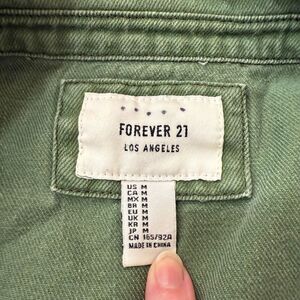 FOREVER 21
LOS ANGELES
US M
CA M
MX M
BR M
EU M
UK M
KR M
JP M
CN 165/92A
MADE IN CHINA